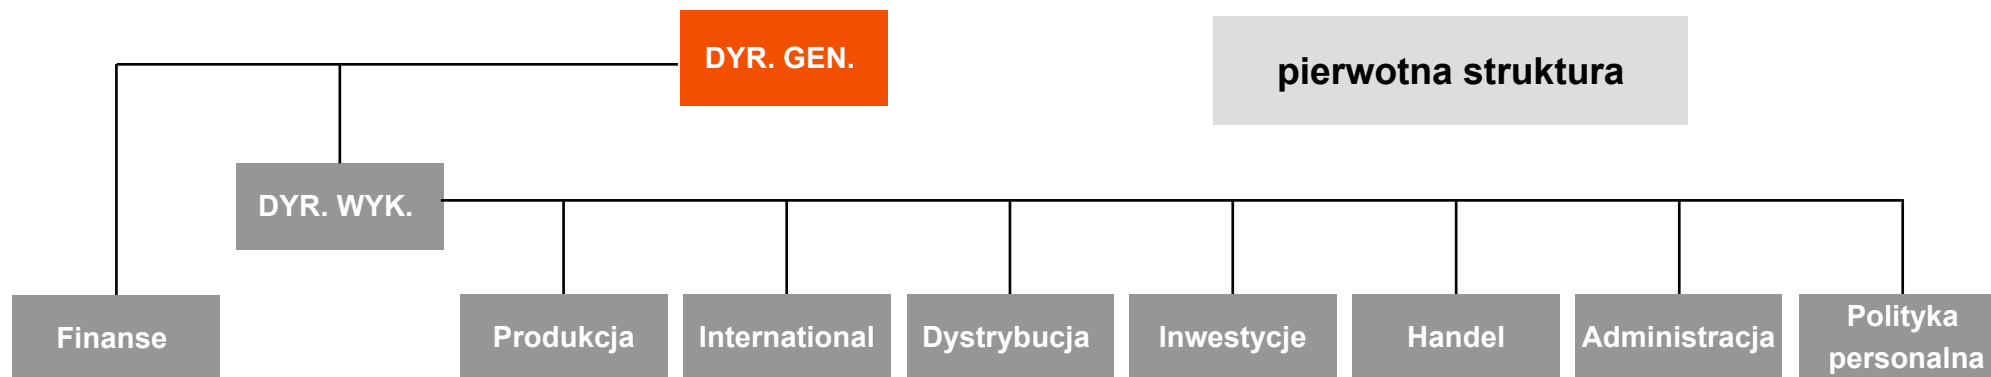 DYR. GEN.
pierwotna struktura
DYR. WYK.
Finanse
Produkcja
International
Dystrybucja
Inwestycje
Handel
Administracja
Polityka
personalna